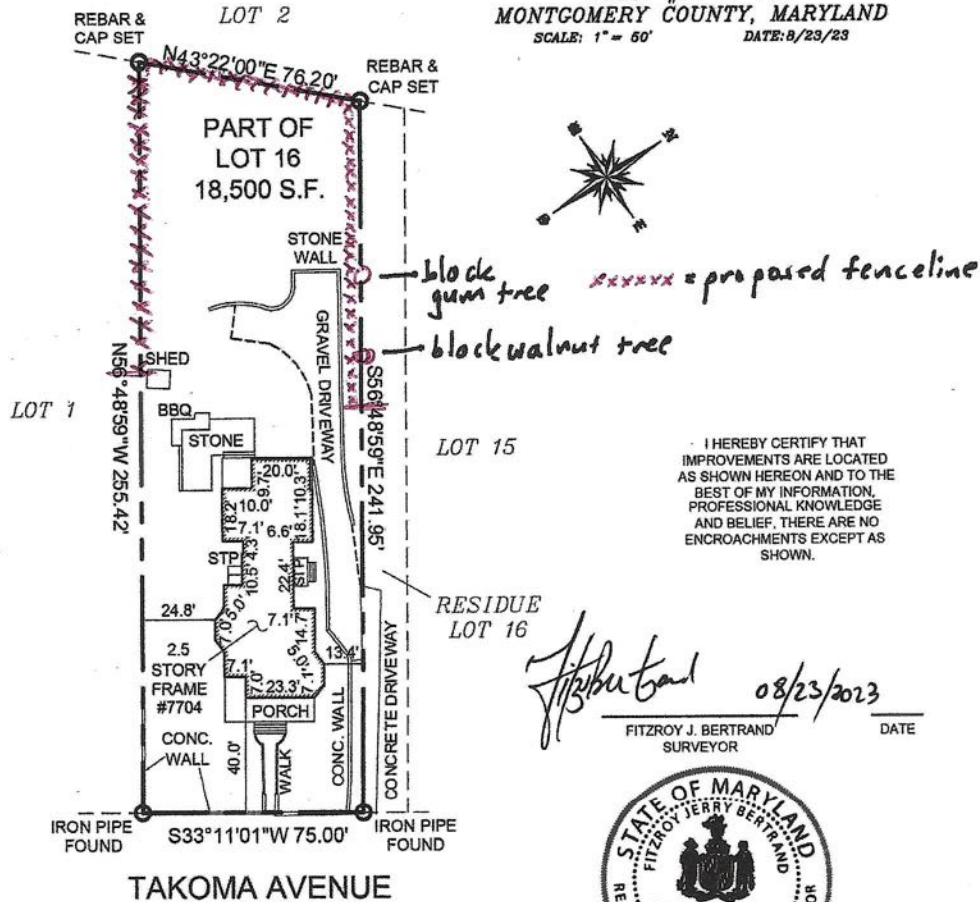 MONTGOMERY COUNTY, MARYLAND
SCALE: 1" = 60' DATE:8/23/23
LOT 2
REBAR &
CAP SET
N43°22'00"E 76.20'
REBAR &
CAP SET
PART OF
LOT 16
18,500 S.F.
STONE
WALL
block
gum tree
xxxxxx = proposed fenceline
block walnut tree
GRAVEL DRIVEWAY
SHED
N56°48'59"W 255.42'
S56°48'59"E 241.95'
LOT 1
BBQ
STONE
LOT 15
I HEREBY CERTIFY THAT
IMPROVEMENTS ARE LOCATED
AS SHOWN HEREON AND TO THE
BEST OF MY INFORMATION,
PROFESSIONAL KNOWLEDGE
AND BELIEF, THERE ARE NO
ENCROACHMENTS EXCEPT AS
SHOWN.
20.0'
9.7'
10.3'
10.0'
18.2'
18.1'
7.1'
6.6'
4.3'
STP
10.5'
22.4'
STP
5.0'
7.0'
7.1'
14.7'
24.8'
RESIDUE
LOT 16
2.5
STORY
FRAME
#7704
5.0'
13.4'
7.1'
7.0'
23.3'
7.1'
PORCH
CONC.
WALL
40.0'
WALK
CONC. WALL
CONCRETE DRIVEWAY
08/23/2023
FITZROY J. BERTRAND
SURVEYOR
DATE
IRON PIPE
FOUND
S33°11'01"W 75.00'
IRON PIPE
FOUND
TAKOMA AVENUE
STATE OF MARYLAND
FITZROY JERRY BERTRAND